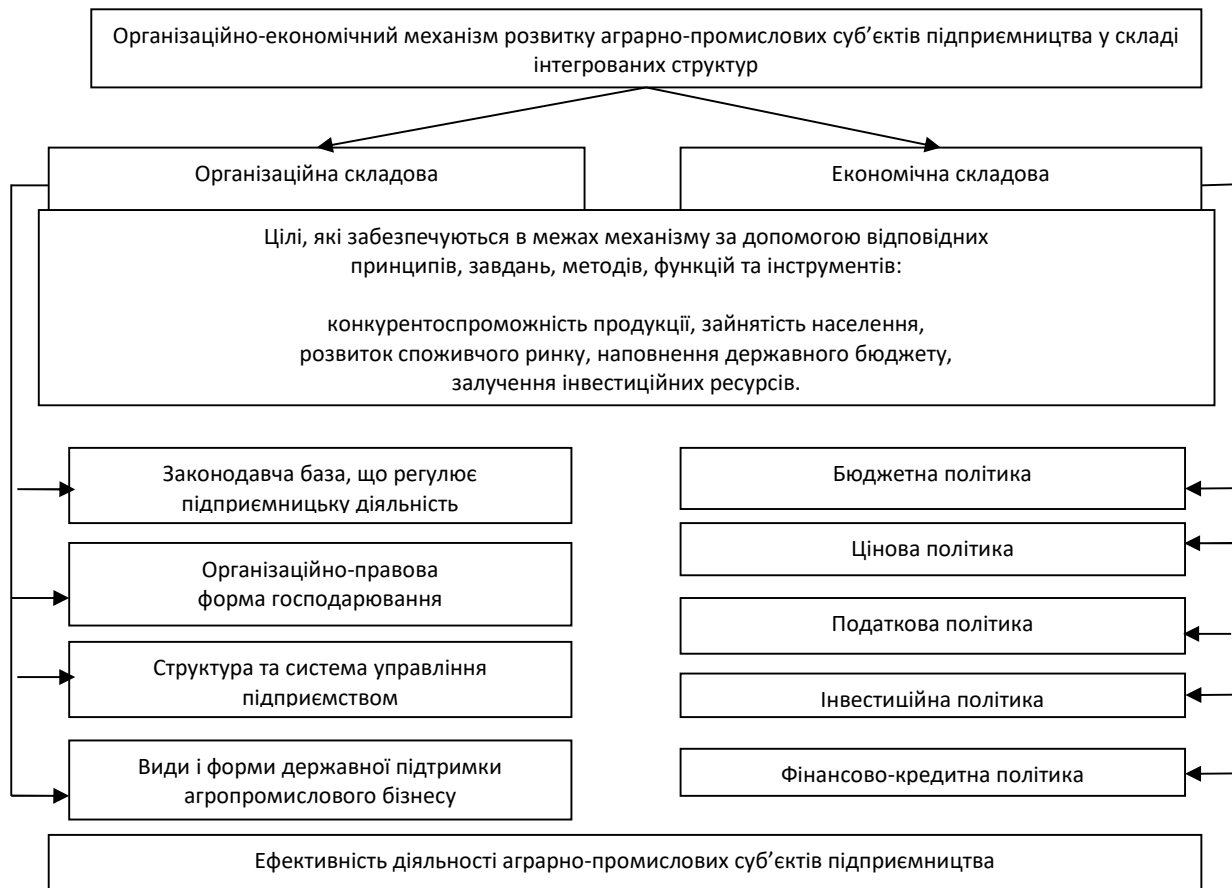 Організаційно-економічний механізм розвитку аграрно-промислових суб’єктів підприємництва у складі
інтегрованих структур
Організаційна складова
Економічна складова
Цілі, які забезпечуються в межах механізму за допомогою відповідних
принципів, завдань, методів, функцій та інструментів:
конкурентоспроможність продукції, зайнятість населення,
розвиток споживчого ринку, наповнення державного бюджету,
залучення інвестиційних ресурсів.
Законодавча база, що регулює
підприємницьку діяльність
Організаційно-правова
форма господарювання
Структура та система управління
підприємством
Види і форми державної підтримки
агропромислового бізнесу
Бюджетна політика
Цінова політика
Податкова політика
Інвестиційна політика
Фінансово-кредитна політика
Ефективність діяльності аграрно-промислових суб’єктів підприємництва